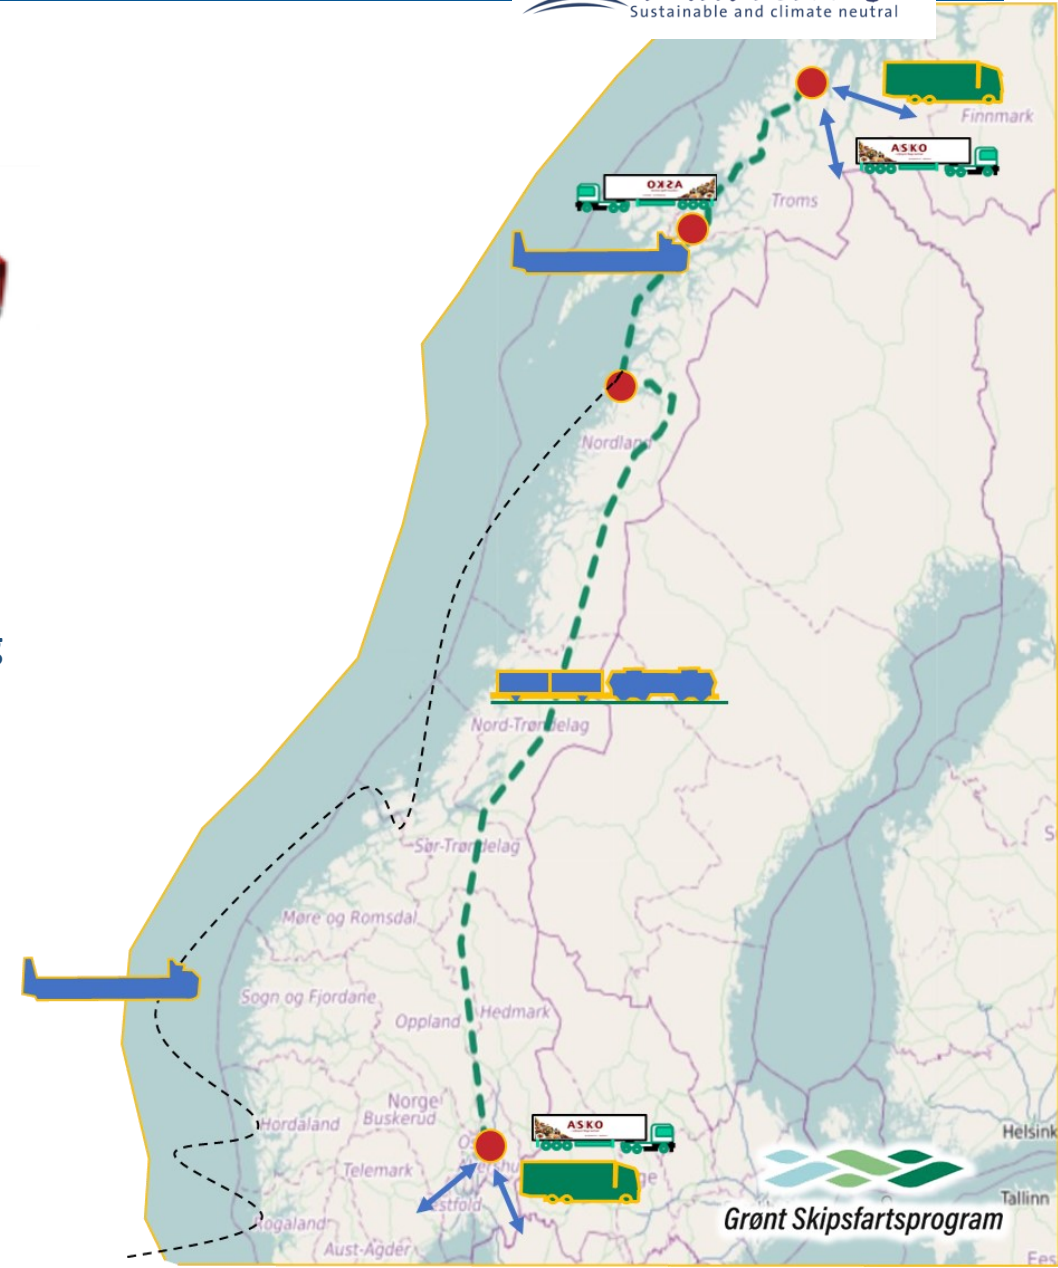 Sustainable and climate neutral
Finnmark
ASKO
ASKO
Troms
Nordland
Nord-Trøndelag
Sør-Trøndelag
Møre og Romsdal
Sogn og Fjordane
Hedmark
Oppland
Norge
Buskerud
Hordaland
ASKO
Helsink
Telemark
Tallinn
Rogaland
Grønt Skipsfartsprogram
Aust-Agder